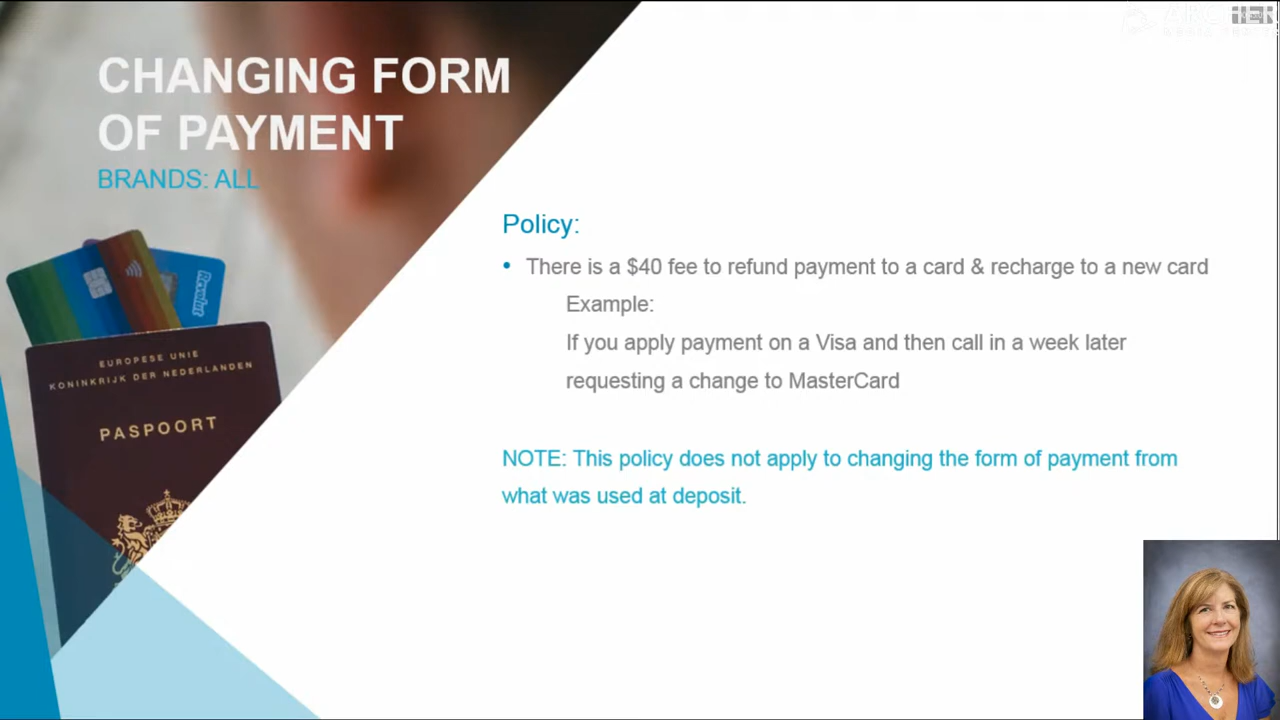 CHANGING FORM
OF PAYMENT
BRANDS: ALL
Policy:
• There is a $40 fee to refund payment to a card & recharge to a new card
Example:
If you apply payment on a Visa and then call in a week later
requesting a change to MasterCard
NOTE: This policy does not apply to changing the form of payment from
what was used at deposit.
Revolut
EUROPESE UNIE
KONINKRIJK DER NEDERLANDEN
PASPOORT